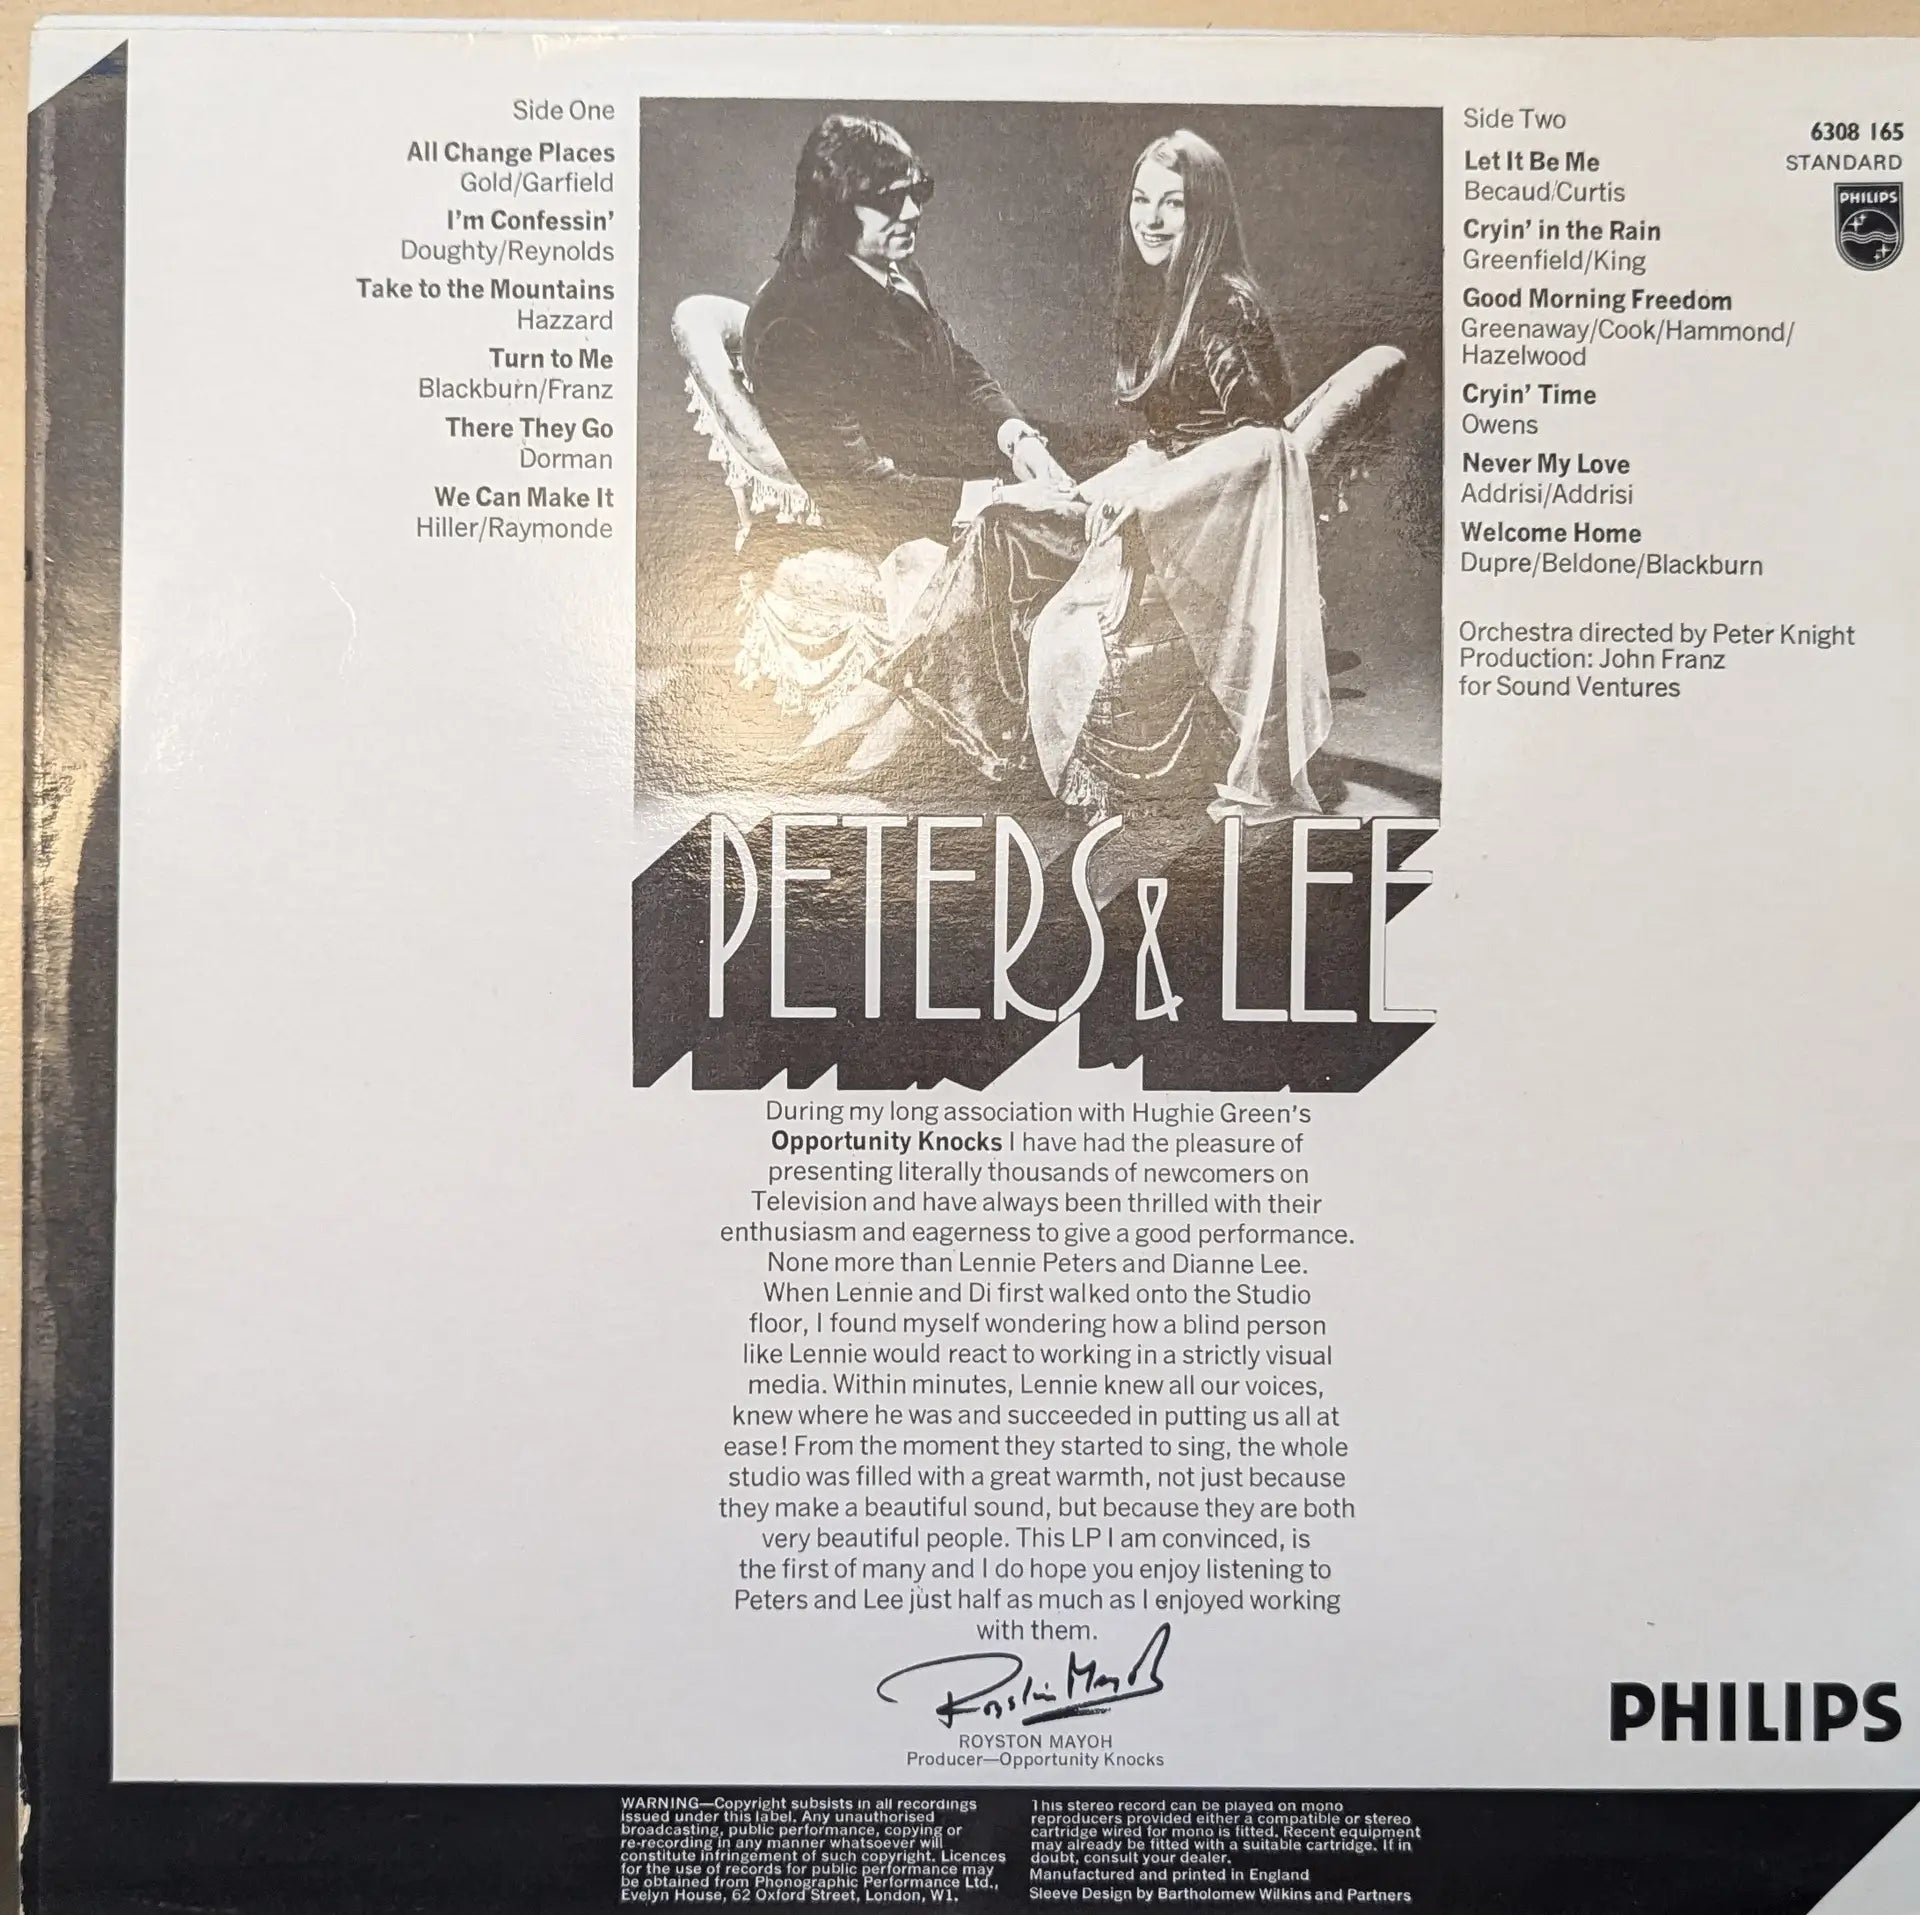 Side One
All Change Places
Gold/Garfield
I'm Confessin'
Doughty/Reynolds
Take to the Mountains
Hazzard
Turn to Me
Blackburn/Franz
There They Go
Dorman
We Can Make It
Hiller/Raymonde
Side Two
Let It Be Me
Becaud/Curtis
Cryin' in the Rain
Greenfield/King
Good Morning Freedom
Greenaway/Cook/Hammond/
Hazelwood
Cryin' Time
Owens
Never My Love
Addrisi/Addrisi
Welcome Home
Dupre/Beldone/Blackburn
Orchestra directed by Peter Knight
Production: John Franz
for Sound Ventures
6308 165
STANDARD
PHILIPS
PETERS & LEE
During my long association with Hughie Green's
Opportunity Knocks I have had the pleasure of
presenting literally thousands of newcomers on
Television and have always been thrilled with their
enthusiasm and eagerness to give a good performance.
None more than Lennie Peters and Dianne Lee.
When Lennie and Di first walked onto the Studio
floor, I found myself wondering how a blind person
like Lennie would react to working in a strictly visual
media. Within minutes, Lennie knew all our voices,
knew where he was and succeeded in putting us all at
ease! From the moment they started to sing, the whole
studio was filled with a great warmth, not just because
they make a beautiful sound, but because they are both
very beautiful people. This LP I am convinced, is
the first of many and I do hope you enjoy listening to
Peters and Lee just half as much as I enjoyed working
with them.
Royston Mayoh
ROYSTON MAYOH
Producer—Opportunity Knocks
PHILIPS
WARNING—Copyright subsists in all recordings
issued under this label. Any unauthorised
broadcasting, public performance, copying or
re-recording in any manner whatsoever will
constitute infringement of such copyright. Licences
for the use of records for public performance may
be obtained from Phonographic Performance Ltd.,
Evelyn House, 62 Oxford Street, London, W1.
This stereo record can be played on mono
reproducers provided either a compatible or stereo
cartridge wired for mono is fitted. Recent equipment
may already be fitted with a suitable cartridge. If in
doubt, consult your dealer.
Manufactured and printed in England
Sleeve Design by Bartholomew Wilkins and Partners